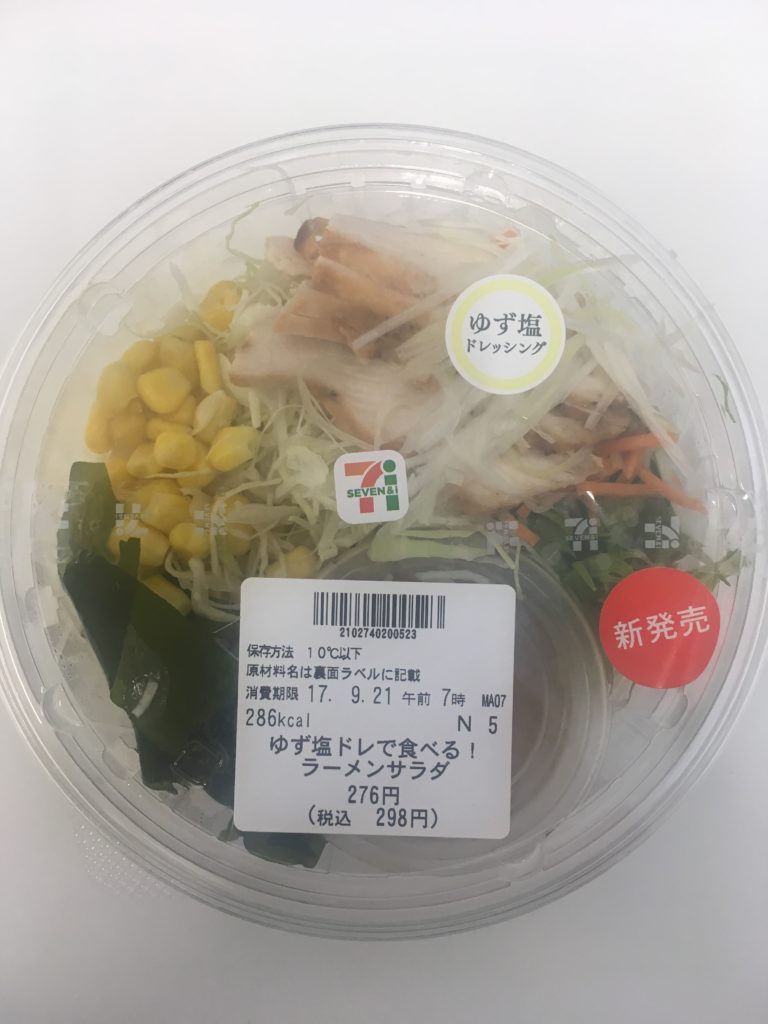 ゆず塩
ドレッシング
SEVEN&i
新発売
2102740200523
保存方法 10℃以下
原材料名は裏面ラベルに記載
消費期限 17. 9.21 午前 7時 MA07
286kcal N 5
ゆず塩ドレで食べる!
ラーメンサラダ
276円
(税込 298円)